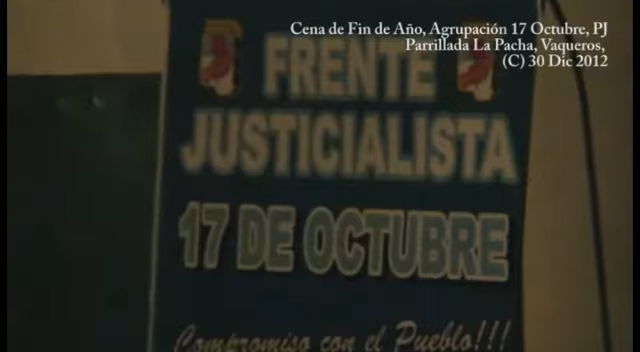 Cena de Fin de Año, Agrupación 17 Octubre, PJ
Parrillada La Pacha, Vaqueros,
(C) 30 Dic 2012
FRENTE
JUSTICIALISTA
17 DE OCTUBRE
Compromiso con el Pueblo!!!